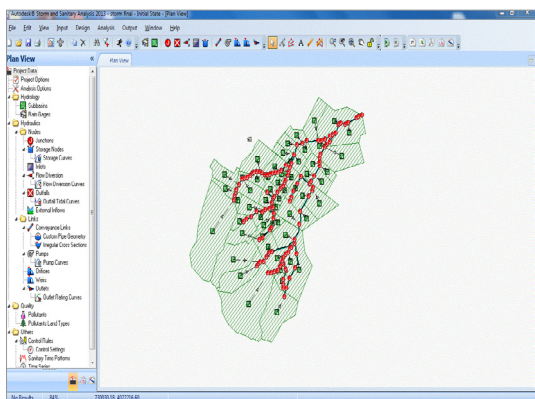 Autodesk® Storm and Sanitary Analysis 2013 - storm final - Initial State - [Plan View]
File Edit View Input Design Analysis Output Window Help
Plan View «
Plan View
Project Data
Project Options
Analysis Options
Hydrology
Subbasins
Rain Gages
Hydraulics
Nodes
Junctions
Storage Nodes
Storage Curves
Inlets
Flow Diversion
Flow Diversion Curves
Outfalls
Outfall Tidal Curves
External Inflows
Links
Conveyance Links
Custom Pipe Geometry
Irregular Cross Sections
Pumps
Pump Curves
Orifices
Weirs
Outlets
Outlet Rating Curves
Quality
Pollutants
Pollutants Land Types
Others
Control Rules
Control Settings
Sanitary Time Patterns
Time Series
No Results 84%